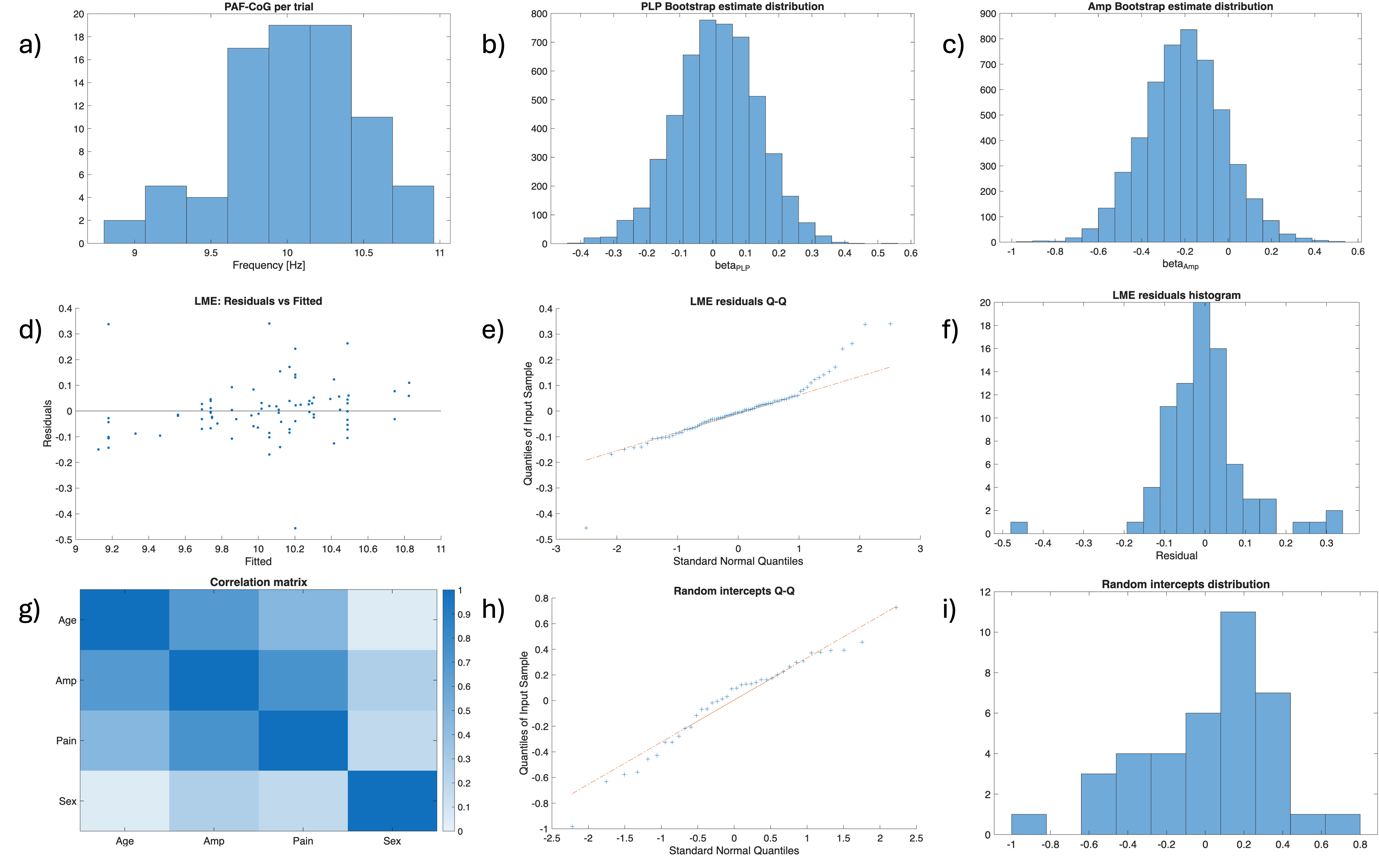 a)
PAF-CoG per trial
20
18
16
14
12
10
8
6
4
2
0
9 9.5 10 10.5 11
Frequency [Hz]
b)
PLP Bootstrap estimate distribution
800
700
600
500
400
300
200
100
0
-0.4 -0.3 -0.2 -0.1 0 0.1 0.2 0.3 0.4 0.5 0.6
beta_PLP
c)
Amp Bootstrap estimate distribution
900
800
700
600
500
400
300
200
100
0
-1 -0.8 -0.6 -0.4 -0.2 0 0.2 0.4 0.6
beta_Amp
d)
LME: Residuals vs Fitted
Residuals
0.4
0.3
0.2
0.1
0
-0.1
-0.2
-0.3
-0.4
-0.5
9 9.2 9.4 9.6 9.8 10 10.2 10.4 10.6 10.8 11
Fitted
e)
LME residuals Q-Q
Quantiles of Input Sample
0.4
0.3
0.2
0.1
0
-0.1
-0.2
-0.3
-0.4
-0.5
-3 -2 -1 0 1 2 3
Standard Normal Quantiles
f)
LME residuals histogram
20
18
16
14
12
10
8
6
4
2
0
-0.5 -0.4 -0.3 -0.2 -0.1 0 0.1 0.2 0.3
Residual
g)
Correlation matrix
Age
Amp
Pain
Sex
Age Amp Pain Sex
1
0.9
0.8
0.7
0.6
0.5
0.4
0.3
0.2
0.1
0
h)
Random intercepts Q-Q
Quantiles of Input Sample
0.8
0.6
0.4
0.2
0
-0.2
-0.4
-0.6
-0.8
-1
-2.5 -2 -1.5 -1 -0.5 0 0.5 1 1.5 2 2.5
Standard Normal Quantiles
i)
Random intercepts distribution
12
10
8
6
4
2
0
-1 -0.8 -0.6 -0.4 -0.2 0 0.2 0.4 0.6 0.8